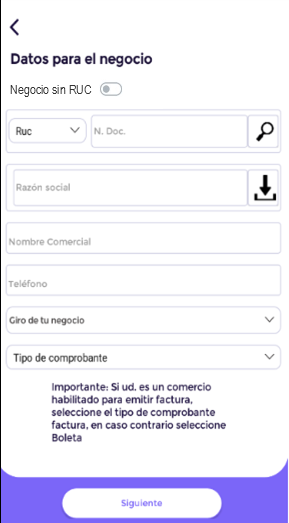 Datos para el negocio
Negocio sin RUC
Ruc
N. Doc.
Razón social
Nombre Comercial
Teléfono
Giro de tu negocio
Tipo de comprobante
Importante: Si ud. es un comercio
habilitado para emitir factura,
seleccione el tipo de comprobante
factura, en caso contrario seleccione
Boleta
Siguiente